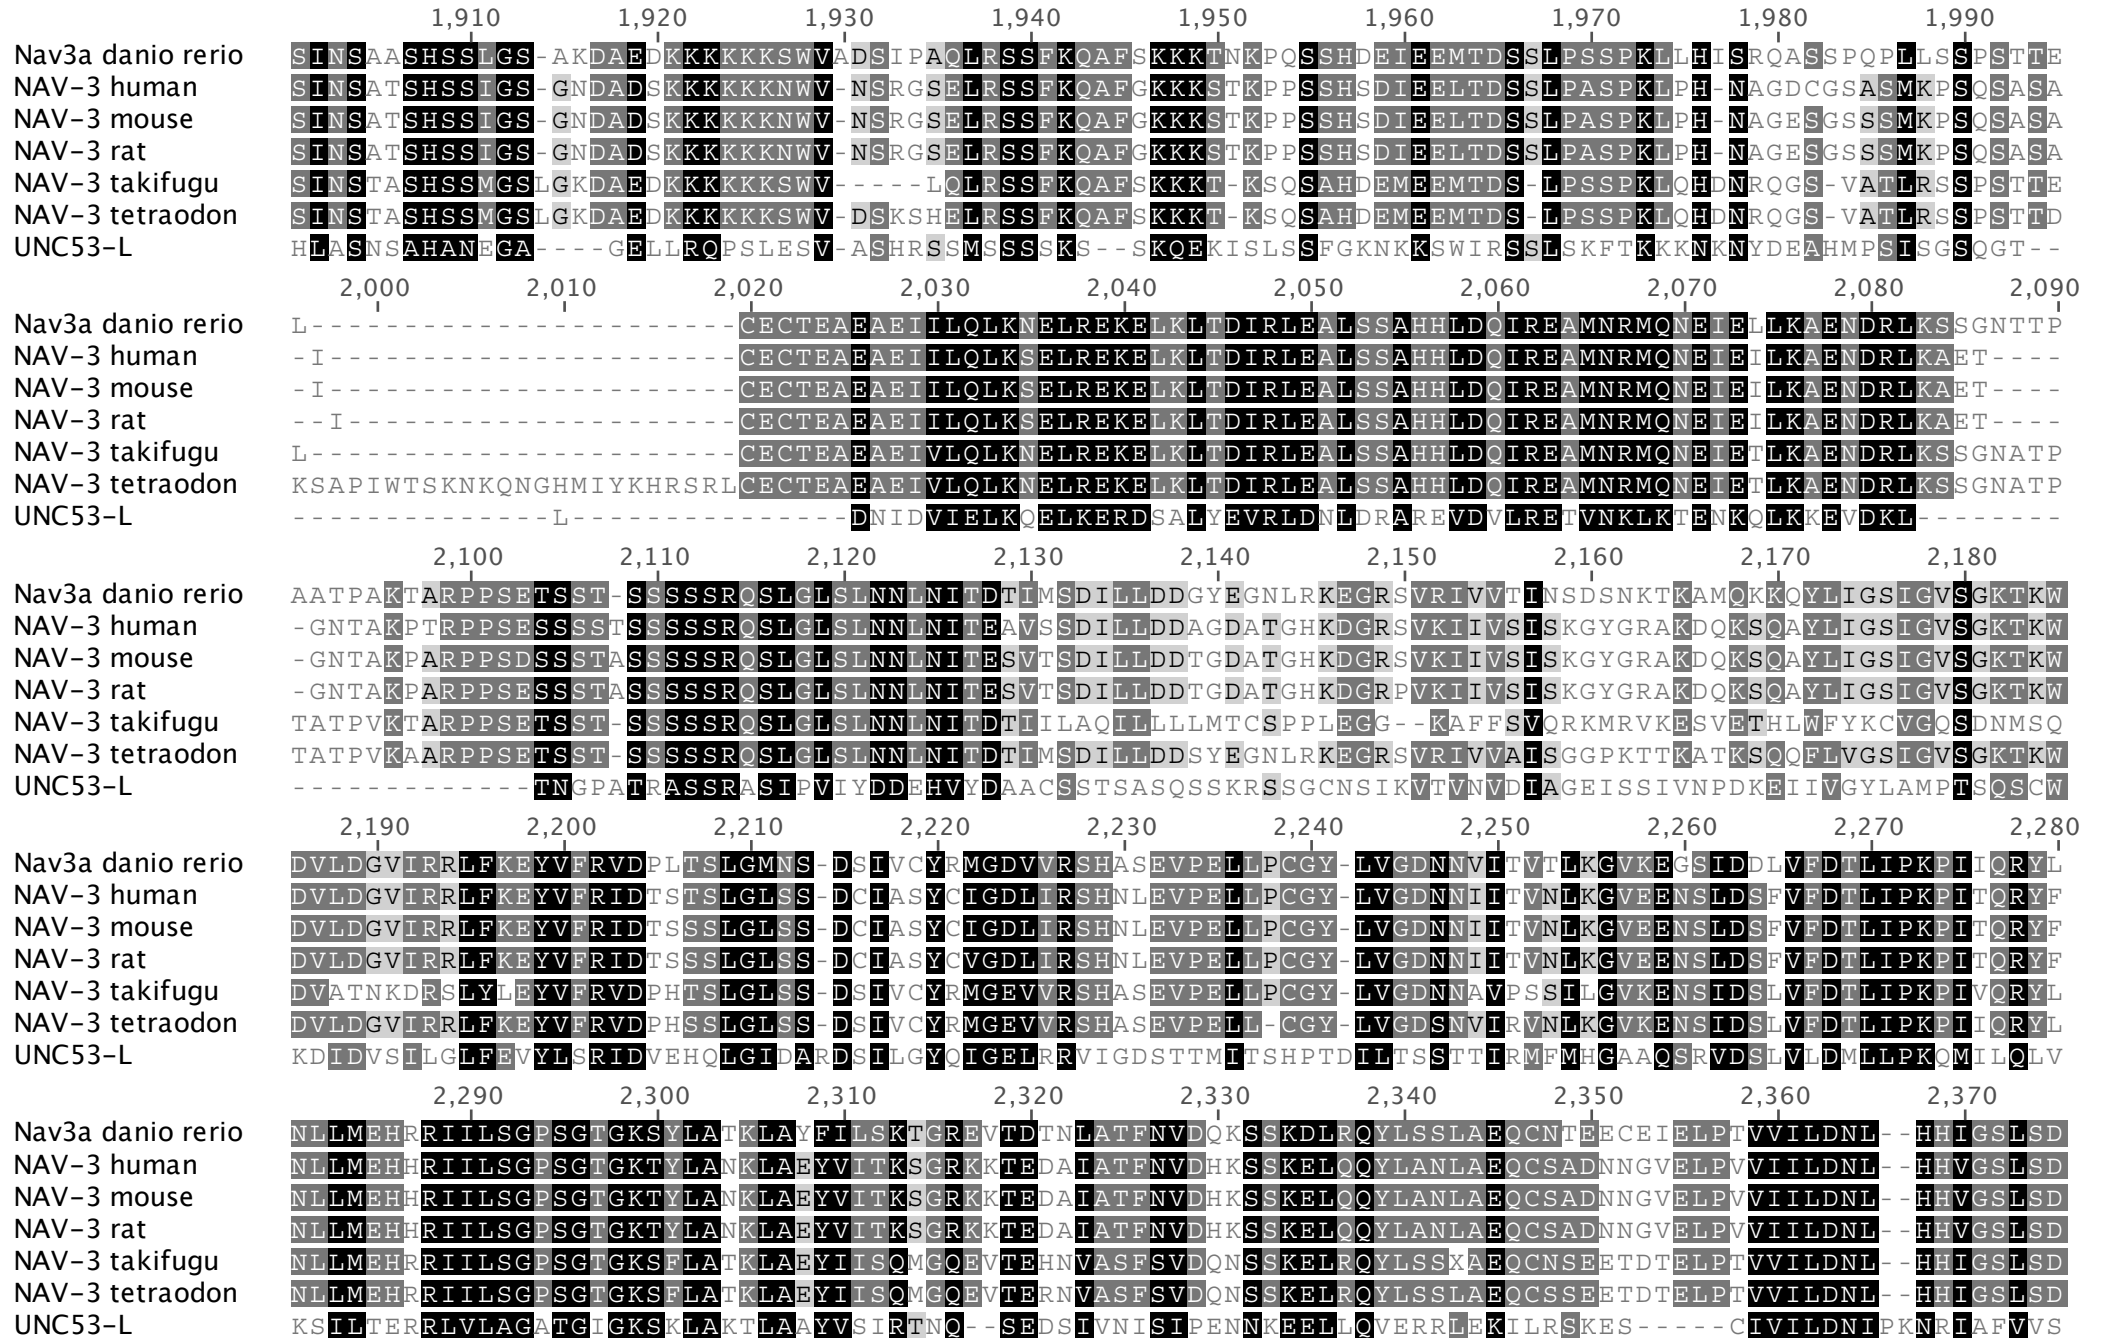 1,910 1,920 1,930 1,940 1,950 1,960 1,970 1,980 1,990
Nav3a danio rerio SINSAASHSSLGS-AKDAEDKKKKKKSWVADSIPAQLRSSFKQAFSKKKTNKPQSSHDEIEEMTDSSLPSSPKLLHISRQASSPQPLLSSPSTTE
NAV-3 human SINSATSHSSIGS-GNDADSKKKKKKNWV-NSRGSELRSSFKQAFGKKKSTKPPSSHSDIEELTDSSLPASPKLPH-NAGDCGSASMKPSQSASA
NAV-3 mouse SINSATSHSSIGS-GNDADSKKKKKKNWV-NSRGSELRSSFKQAFGKKKSTKPPSSHSDIEELTDSSLPASPKLPH-NAGESGSSSMKPSQSASA
NAV-3 rat SINSATSHSSIGS-GNDADSKKKKKKNWV-NSRGSELRSSFKQAFGKKKSTKPPSSHSDIEELTDSSLPASPKLPH-NAGESGSSSMKPSQSASA
NAV-3 takifugu SINSTASHSSMGSLGKDAEDKKKKKKSWV-----LQLRSSFKQAFSKKKT-KSQSAHDEMEEMTDS-LPSSPKLQHDNRQGS-VATLRSSPSTTE
NAV-3 tetraodon SINSTASHSSMGSLGKDAEDKKKKKKSWV-DSKSHELRSSFKQAFSKKKT-KSQSAHDEMEEMTDS-LPSSPKLQHDNRQGS-VATLRSSPSTTD
UNC53-L HLASNSAHANEGA----GELLRQPSLESV-ASHRSSMSSSSKS--SKQEKISLSSFGKNKKSWIRSSLSKFTKKKNKNYDEAHMPSISGSQGT--
2,000 2,010 2,020 2,030 2,040 2,050 2,060 2,070 2,080 2,090
Nav3a danio rerio L-----------------------CECTEAEAEIILQLKNELREKELKLTDIRLEALSSAHHLDQIREAMNRMQNEIELLKAENDRLKSSGNTTP
NAV-3 human -I----------------------CECTEAEAEIILQLKSELREKELKLTDIRLEALSSAHHLDQIREAMNRMQNEIEILKAENDRLKAET----
NAV-3 mouse -I----------------------CECTEAEAEIILQLKSELREKELKLTDIRLEALSSAHHLDQIREAMNRMQNEIEILKAENDRLKAET----
NAV-3 rat --I---------------------CECTEAEAEIILQLKSELREKELKLTDIRLEALSSAHHLDQIREAMNRMQNEIEILKAENDRLKAET----
NAV-3 takifugu L-----------------------CECTEAEAEIVLQLKNELREKELKLTDIRLEALSSAHHLDQIREAMNRMQNEIETLKAENDRLKSSGNATP
NAV-3 tetraodon KSAPIWTSKNKQNGHMIYKHRSRLCECTEAEAEIVLQLKNELREKELKLTDIRLEALSSAHHLDQIREAMNRMQNEIETLKAENDRLKSSGNATP
UNC53-L --------------L---------------DNIDVIELKQELKERDSALYEVRLDNLDRAREVDVLRETVNKLKTENKQLKKEVDKL--------
2,100 2,110 2,120 2,130 2,140 2,150 2,160 2,170 2,180
Nav3a danio rerio AATPAKTARPPSETSST-SSSSSRQSLGLSLNNLNITDTIMSDILLDDGYEGNLRKEGRSVRIVVTINSDSNKTKAMQKKQYLIGSIGVSGKTKW
NAV-3 human -GNTAKPTRPPSESSSSTSSSSSRQSLGLSLNNLNITEAVSSDILLDDAGDATGHKDGRSVKIIVSISKGYGRAKDQKSQAYLIGSIGVSGKTKW
NAV-3 mouse -GNTAKPARPPSDSSSTASSSSSRQSLGLSLNNLNITESVTSDILLDDTGDATGHKDGRSVKIIVSISKGYGRAKDQKSQAYLIGSIGVSGKTKW
NAV-3 rat -GNTAKPARPPSESSSTASSSSSRQSLGLSLNNLNITESVTSDILLDDTGDATGHKDGRPVKIIVSISKGYGRAKDQKSQAYLIGSIGVSGKTKW
NAV-3 takifugu TATPVKTARPPSETSST-SSSSSRQSLGLSLNNLNITDTIILAQILLLLMTCSPPLEGG--KAFFSVQRKMRVKESVETHLWFYKCVGQSDNMSQ
NAV-3 tetraodon TATPVKAARPPSETSST-SSSSSRQSLGLSLNNLNITDTIMSDILLDDSYEGNLRKEGRSVRIVVAISGGPKTTKATKSQQFLVGSIGVSGKTKW
UNC53-L -------------TNGPATRASSRASIPVIYDDEHVYDAACSSTSASQSSKRSSGCNSIKVTVNVDIAGEISSIVNPDKEIIVGYLAMPTSQSCW
2,190 2,200 2,210 2,220 2,230 2,240 2,250 2,260 2,270 2,280
Nav3a danio rerio DVLDGVIRRLFKEYVFRVDPLTSLGMNS-DSIVCYRMGDVVRSHASEVPELLPCGY-LVGDNNVITVTLKGVKEGSIDDLVFDTLIPKPIIQRYL
NAV-3 human DVLDGVIRRLFKEYVFRIDTSTSLGLSS-DCIASYCIGDLIRSHNLEVPELLPCGY-LVGDNNIITVNLKGVEENSLDSFVFDTLIPKPITQRYF
NAV-3 mouse DVLDGVIRRLFKEYVFRIDTSSSLGLSS-DCIASYCIGDLIRSHNLEVPELLPCGY-LVGDNNIITVNLKGVEENSLDSFVFDTLIPKPITQRYF
NAV-3 rat DVLDGVIRRLFKEYVFRIDTSSSLGLSS-DCIASYCVGDLIRSHNLEVPELLPCGY-LVGDNNIITVNLKGVEENSLDSFVFDTLIPKPITQRYF
NAV-3 takifugu DVATNKDRSLYLEYVFRVDPHTSLGLSS-DSIVCYRMGEVVRSHASEVPELLPCGY-LVGDNNAVPSSILGVKENSIDSLVFDTLIPKPIVQRYL
NAV-3 tetraodon DVLDGVIRRLFKEYVFRVDPHSSLGLSS-DSIVCYRMGEVVRSHASEVPELL-CGY-LVGDSNVIRVNLKGVKENSIDSLVFDTLIPKPIIQRYL
UNC53-L KDIDVSILGLFEVYLSRIDVEHQLGIDARDSILGYQIGELRRVIGDSTTMITSHPTDILTSSTTIRMFMHGAAQSRVDSLVLDMLLPKQMILQLV
2,290 2,300 2,310 2,320 2,330 2,340 2,350 2,360 2,370
Nav3a danio rerio NLLMEHRRIILSGPSGTGKSYLATKLAYFILSKTGREVTDTNLATFNVDQKSSKDLRQYLSSLAEQCNTEECEIELPTVVILDNL--HHIGSLSD
NAV-3 human NLLMEHHRIILSGPSGTGKTYLANKLAEYVITKSGRKKTEDAIATFNVDHKSSKELQQYLANLAEQCSADNNGVELPVVIILDNL--HHVGSLSD
NAV-3 mouse NLLMEHHRIILSGPSGTGKTYLANKLAEYVITKSGRKKTEDAIATFNVDHKSSKELQQYLANLAEQCSADNNGVELPVVIILDNL--HHVGSLSD
NAV-3 rat NLLMEHHRIILSGPSGTGKTYLANKLAEYVITKSGRKKTEDAIATFNVDHKSSKELQQYLANLAEQCSADNNGVELPVVIILDNL--HHVGSLSD
NAV-3 takifugu NLLMEHRRIILSGPSGTGKSFLATKLAEYIISQMGQEVTEHNVASFSVDQNSSKELRQYLSSXAEQCNSEETDTELPTVVILDNL--HHIGSLSD
NAV-3 tetraodon NLLMEHRRIILSGPSGTGKSFLATKLAEYIISQMGQEVTERNVASFSVDQNSSKELRQYLSSLAEQCSSEETDTELPTVVILDNL--HHIGSLSD
UNC53-L KSILTERRLVLAGATGIGKSKLAKTLAAYVSIRTNQ--SEDSIVNISIPENNKEELLQVERRLEKILRSKES-----CIVILDNIPKNRIAFVVS